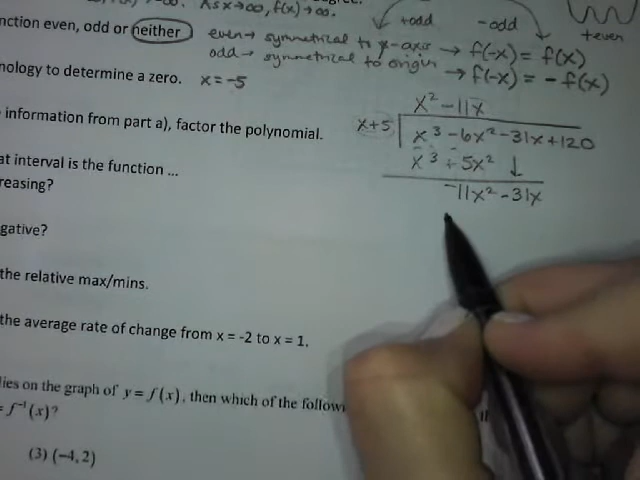 As x→∞, f(x)→∞.
nction even, odd or neither
even→ symmetrical to y-axis → f(-x) = f(x)
odd→ symmetrical to origin → f(-x) = - f(x)
+odd
-odd
+even
nology to determine a zero. x=-5
information from part a), factor the polynomial.
x² -11x
x+5 x³ -6x² -31x +120
x³ + 5x² ↓
-11x² -31x
at interval is the function ...
reasing?
gative?
the relative max/mins.
the average rate of change from x = -2 to x = 1.
lies on the graph of y = f(x), then which of the
= f⁻¹(x)?
(3) (-4, 2)